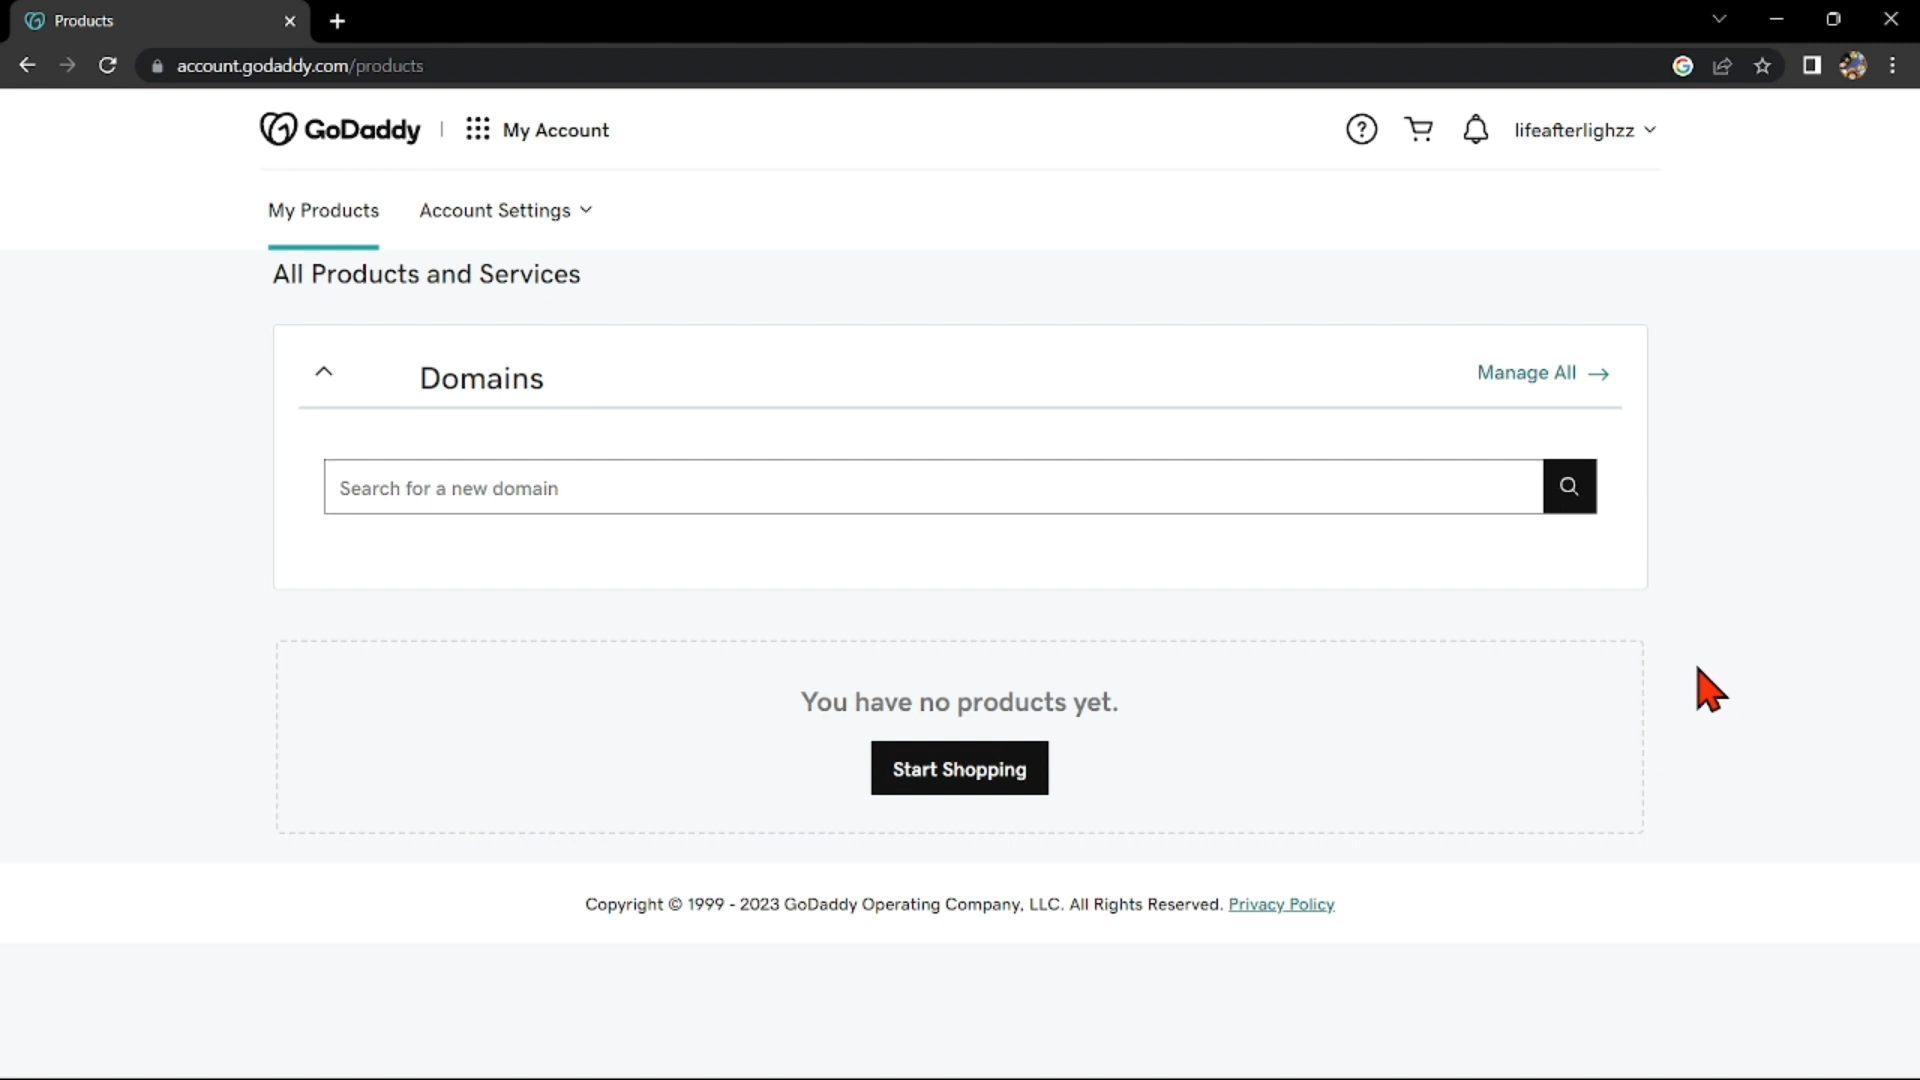 Products
account.godaddy.com/products
GoDaddy
My Account
lifeafterlighzz
My Products
Account Settings
All Products and Services
Domains
Manage All
Search for a new domain
You have no products yet.
Start Shopping
Copyright © 1999 - 2023 GoDaddy Operating Company, LLC. All Rights Reserved. Privacy Policy